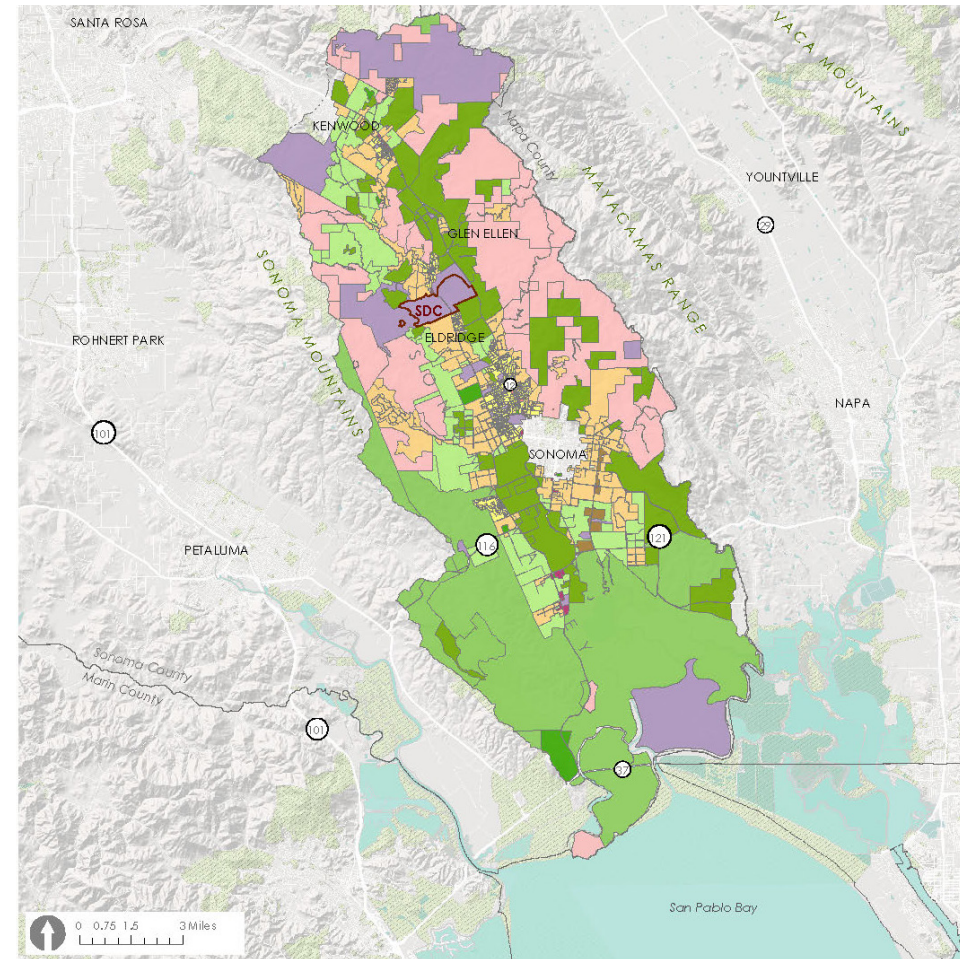 SANTA ROSA
VACA MOUNTAINS
KENWOOD
Napa County
YOUNTVILLE
MAYACAMAS RANGE
29
GLEN ELLEN
SONOMA MOUNTAINS
SDC
ROHNERT PARK
ELDRIDGE
12
NAPA
101
SONOMA
116
121
PETALUMA
Sonoma County
Marin County
101
37
San Pablo Bay
0 0.75 1.5 3 Miles